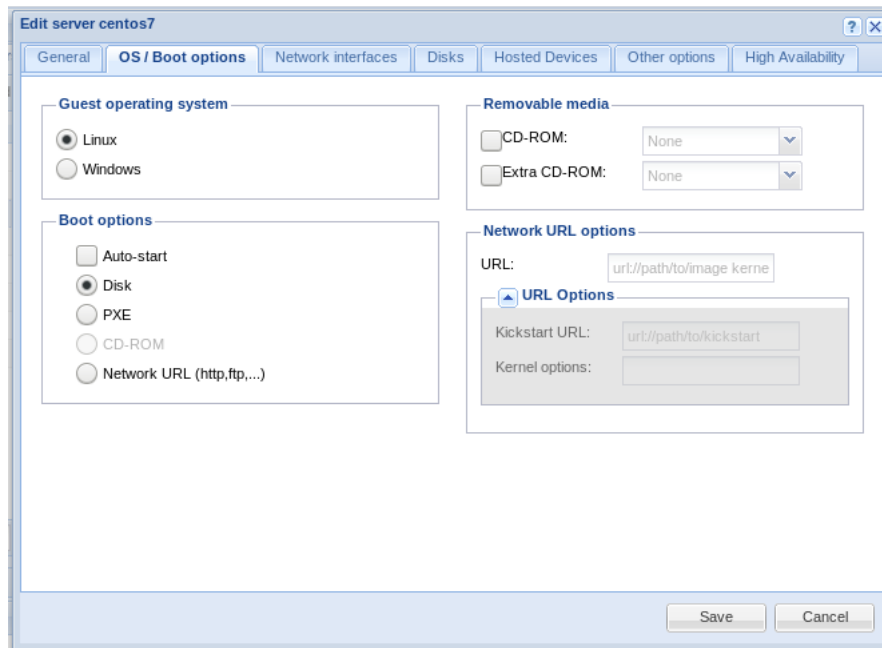 Edit server centos7
General OS / Boot options Network interfaces Disks Hosted Devices Other options High Availability
Guest operating system
Linux
Windows
Boot options
Auto-start
Disk
PXE
CD-ROM
Network URL (http,ftp,...)
Removable media
CD-ROM: None
Extra CD-ROM: None
Network URL options
URL: url://path/to/image kerne
URL Options
Kickstart URL: url://path/to/kickstart
Kernel options:
Save Cancel